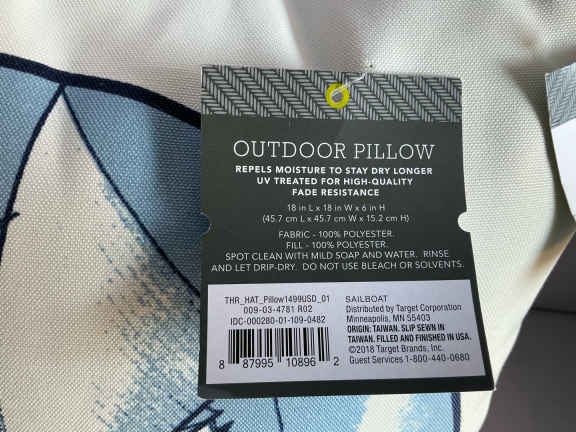 OUTDOOR PILLOW
REPELS MOISTURE TO STAY DRY LONGER
UV TREATED FOR HIGH-QUALITY
FADE RESISTANCE
18 in L x 18 in W x 6 in H
(45.7 cm L x 45.7 cm W x 15.2 cm H)
FABRIC - 100% POLYESTER.
FILL - 100% POLYESTER.
SPOT CLEAN WITH MILD SOAP AND WATER. RINSE
AND LET DRIP-DRY. DO NOT USE BLEACH OR SOLVENTS.
THR_HAT_Pillow1499USD_01
009-03-4781 R02
IDC-000280-01-109-0482
8 87995 10896 2
SAILBOAT
Distributed by Target Corporation
Minneapolis, MN 55403
ORIGIN: TAIWAN. SLIP SEWN IN
TAIWAN. FILLED AND FINISHED IN USA.
©2018 Target Brands, Inc.
Guest Services 1-800-440-0680